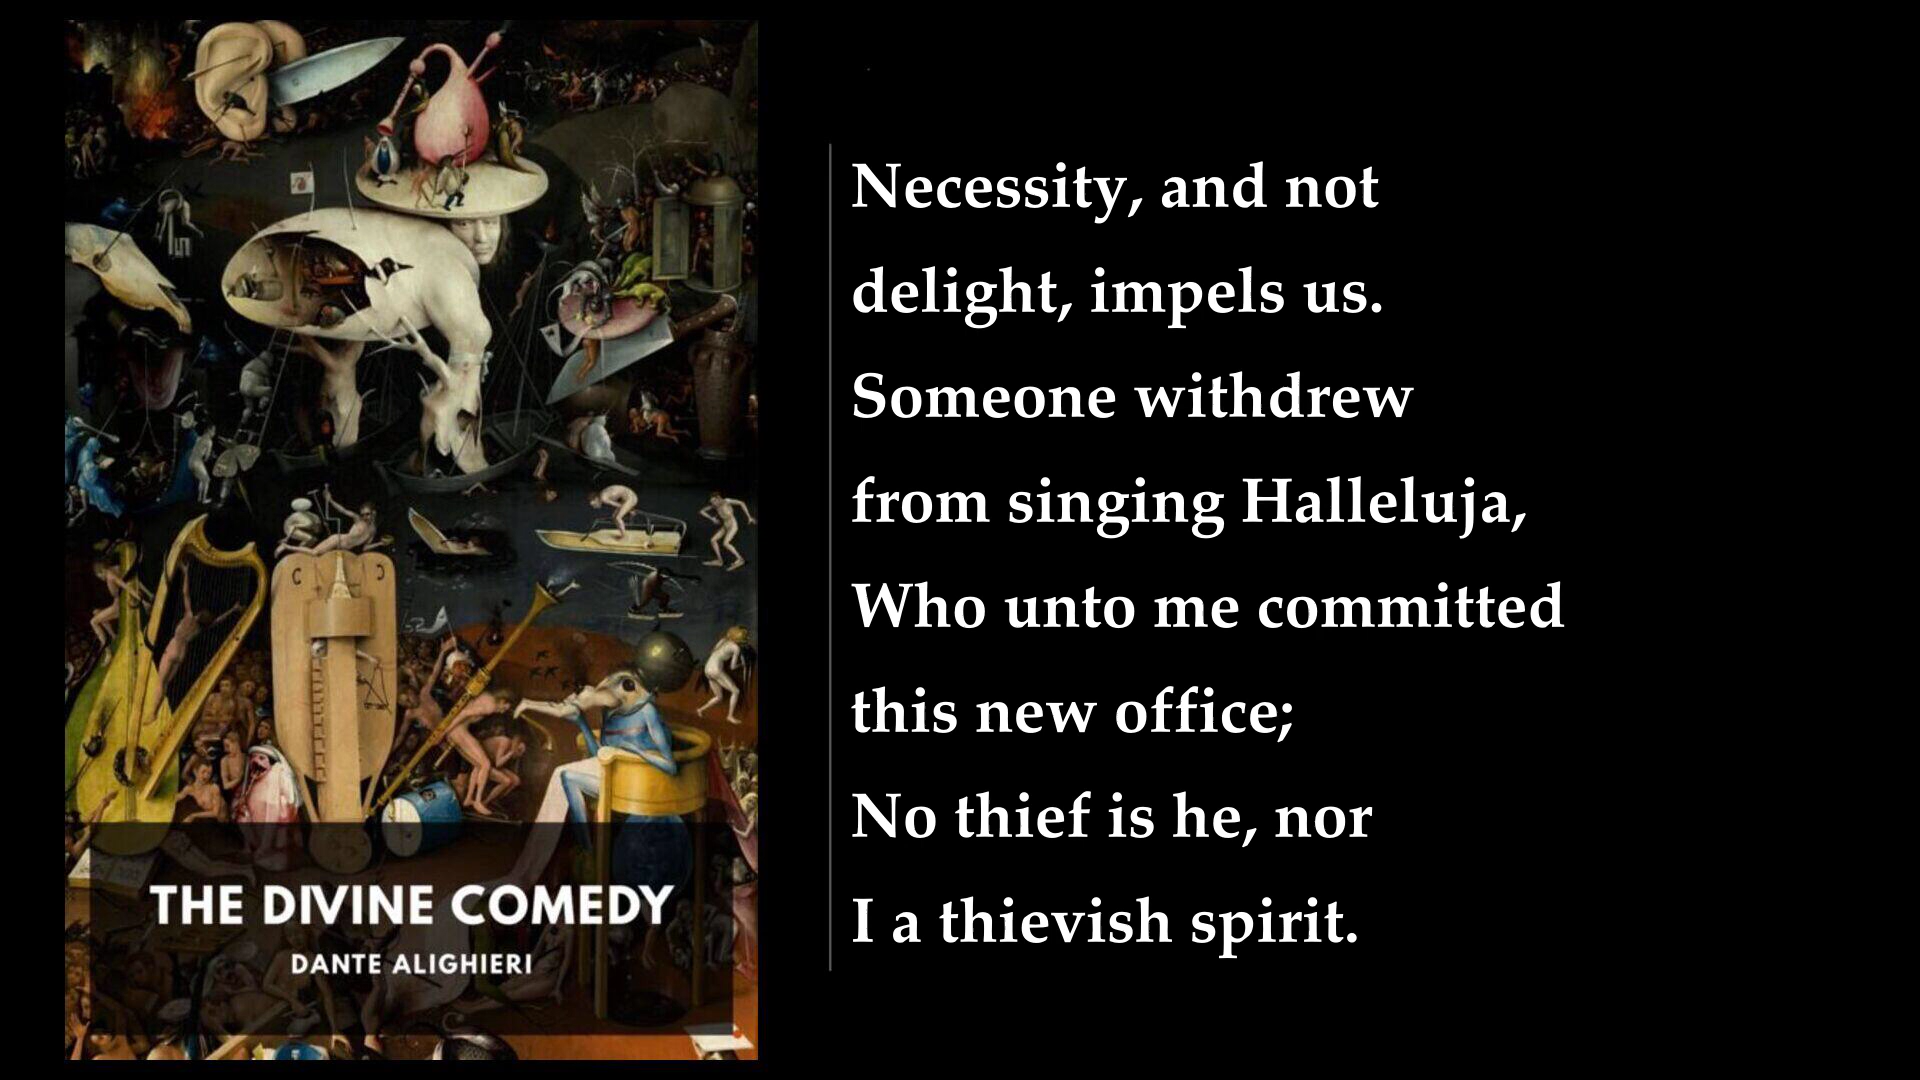 THE DIVINE COMEDY
DANTE ALIGHIERI
Necessity, and not
delight, impels us.
Someone withdrew
from singing Halleluja,
Who unto me committed
this new office;
No thief is he, nor
I a thievish spirit.